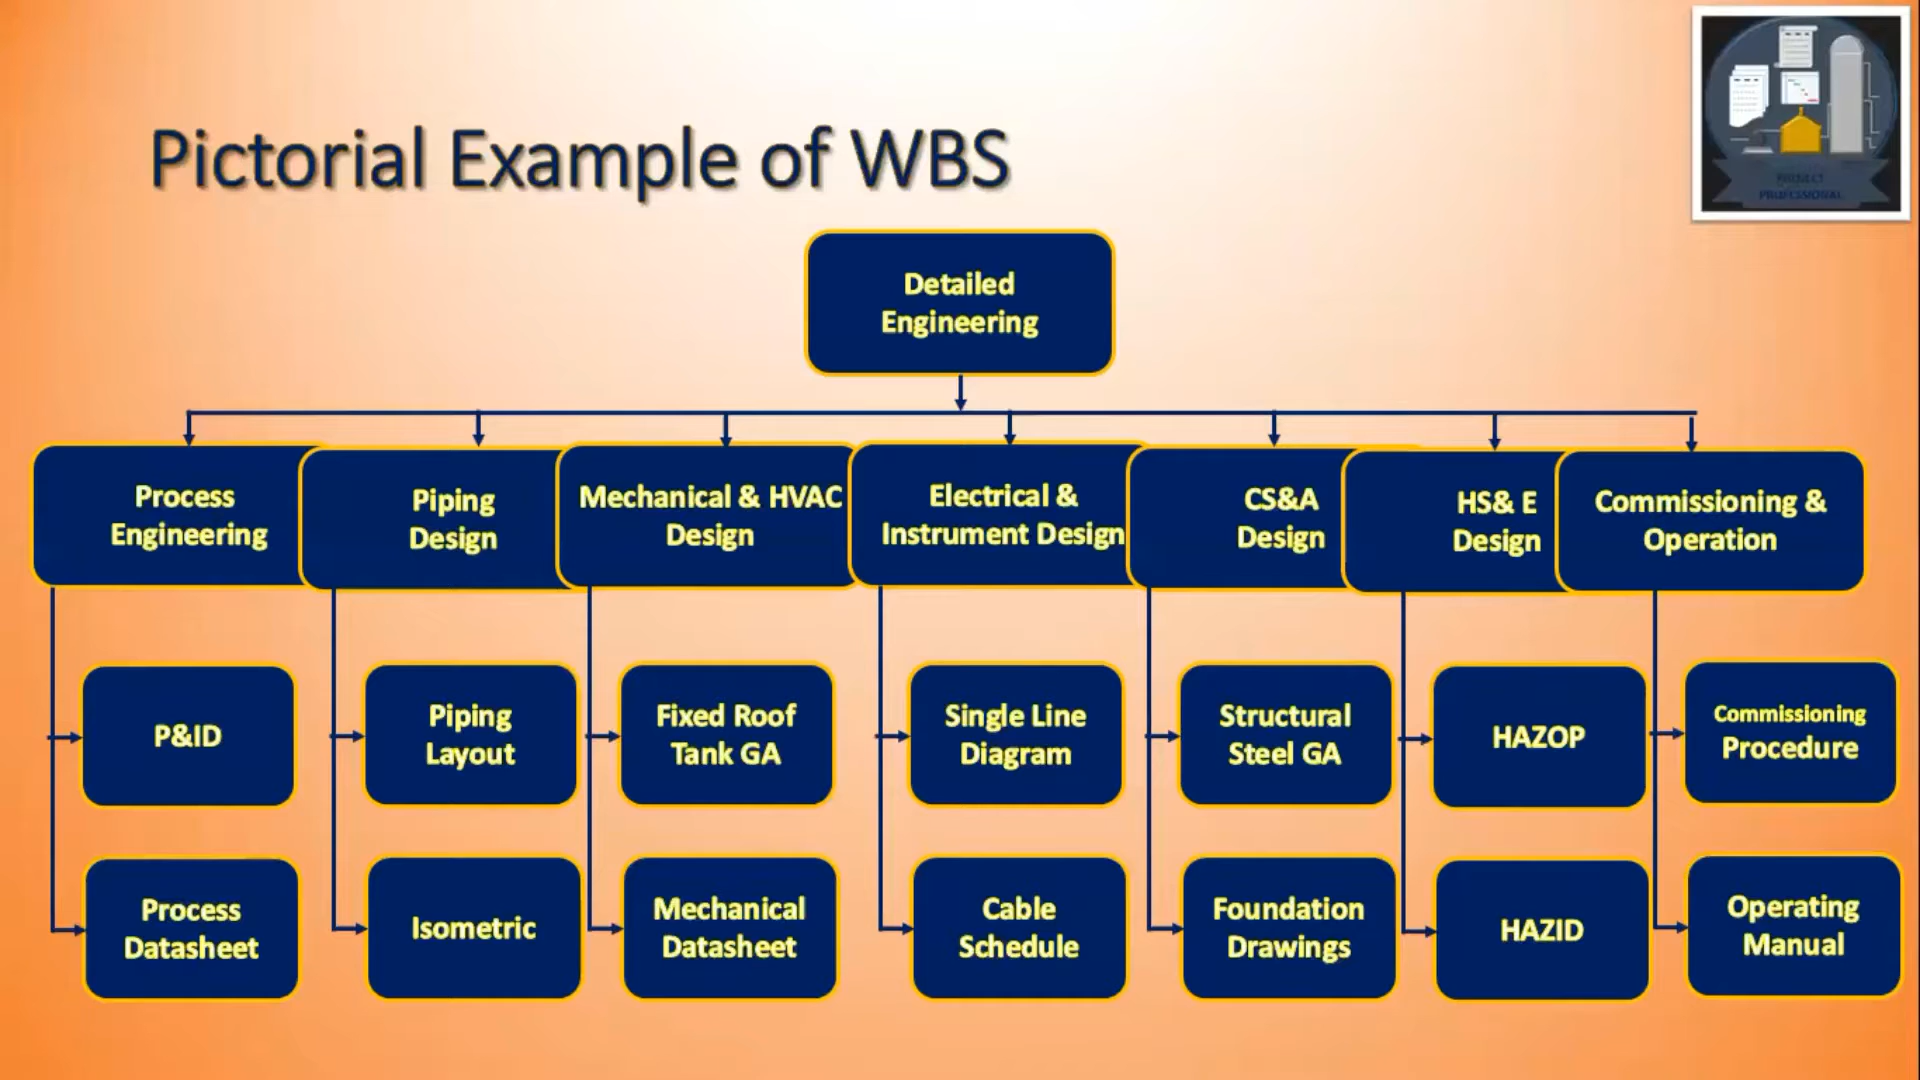 Pictorial Example of WBS
PROJECT
PROFESSIONAL
Detailed
Engineering
Process
Engineering
Piping
Design
Mechanical & HVAC
Design
Electrical &
Instrument Design
CS&A
Design
HS& E
Design
Commissioning &
Operation
P&ID
Piping
Layout
Fixed Roof
Tank GA
Single Line
Diagram
Structural
Steel GA
HAZOP
Commissioning
Procedure
Process
Datasheet
Isometric
Mechanical
Datasheet
Cable
Schedule
Foundation
Drawings
HAZID
Operating
Manual